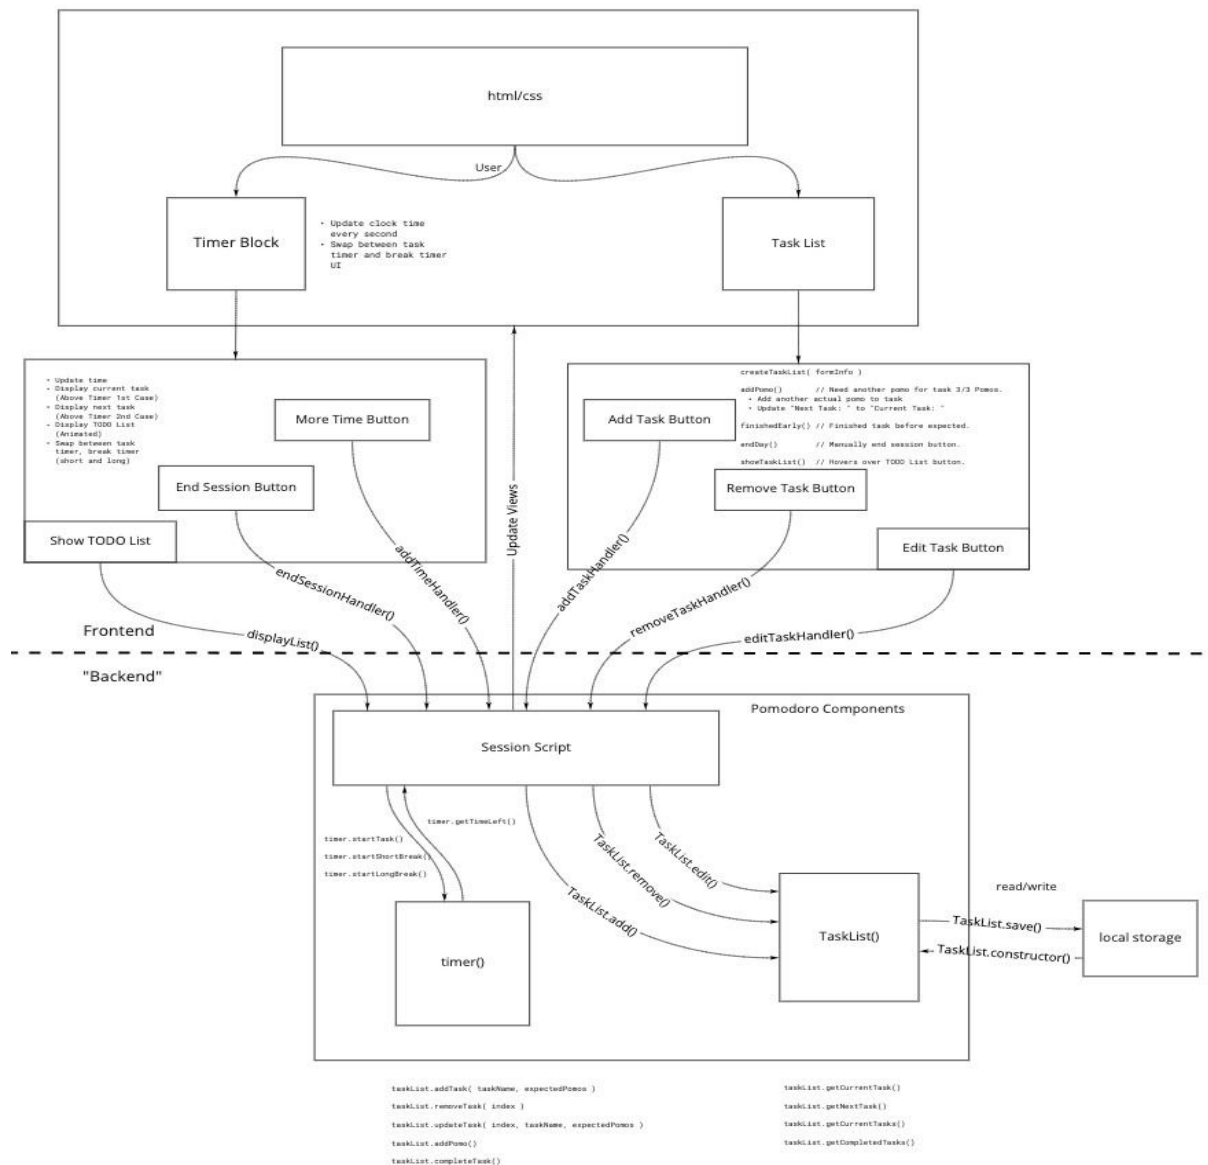 html/css
User
Timer Block
• Update clock time
every second
• Swap between task
timer and break timer
UI
Task List
• Update time
• Display current task
(Above Timer 1st Case)
• Display next task
(Above Timer 2nd Case)
• Display TODO List
(Animated)
• Swap between task
timer, break timer
(short and long)
More Time Button
End Session Button
Show TODO List
Update Views
createTaskList( formInfo )
addPomo() // Need another pomo for task 3/3 Pomos.
• Add another actual pomo to task
• Update "Next Task: " to "Current Task: "
finishedEarly() // Finished task before expected.
endDay() // Manually end session button.
shoeTaskList() // Hovers over TODO List button.
Add Task Button
Remove Task Button
Edit Task Button
displayList()
endSessionHandler()
addTimeHandler()
addTaskHandler()
removeTaskHandler()
editTaskHandler()
Frontend
"Backend"
Pomodoro Components
Session Script
timer.getTimeLeft()
timer.startTask()
timer.startShortBreak()
timer.startLongBreak()
TaskList.add()
TaskList.remove()
TaskList.edit()
timer()
TaskList()
read/write
TaskList.save()
TaskList.constructor()
local storage
taskList.addTask( taskName, expectedPomos )
taskList.removeTask( index )
taskList.updateTask( index, taskName, expectedPomos )
taskList.addPomo()
taskList.completeTask()
taskList.getCurrentTask()
taskList.getNextTask()
taskList.getCurrentTasks()
taskList.getCompletedTasks()